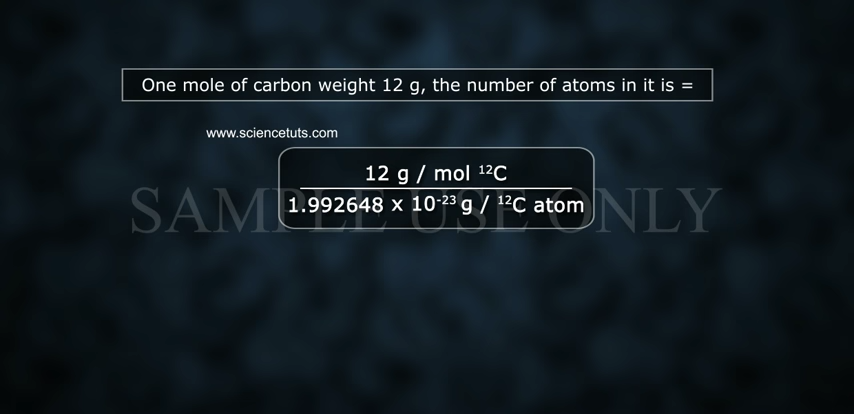 One mole of carbon weight 12 g, the number of atoms in it is =
www.sciencetuts.com
12 g / mol ¹²C
1.992648 x 10⁻²³ g / ¹²C atom
SAMPLE USE ONLY